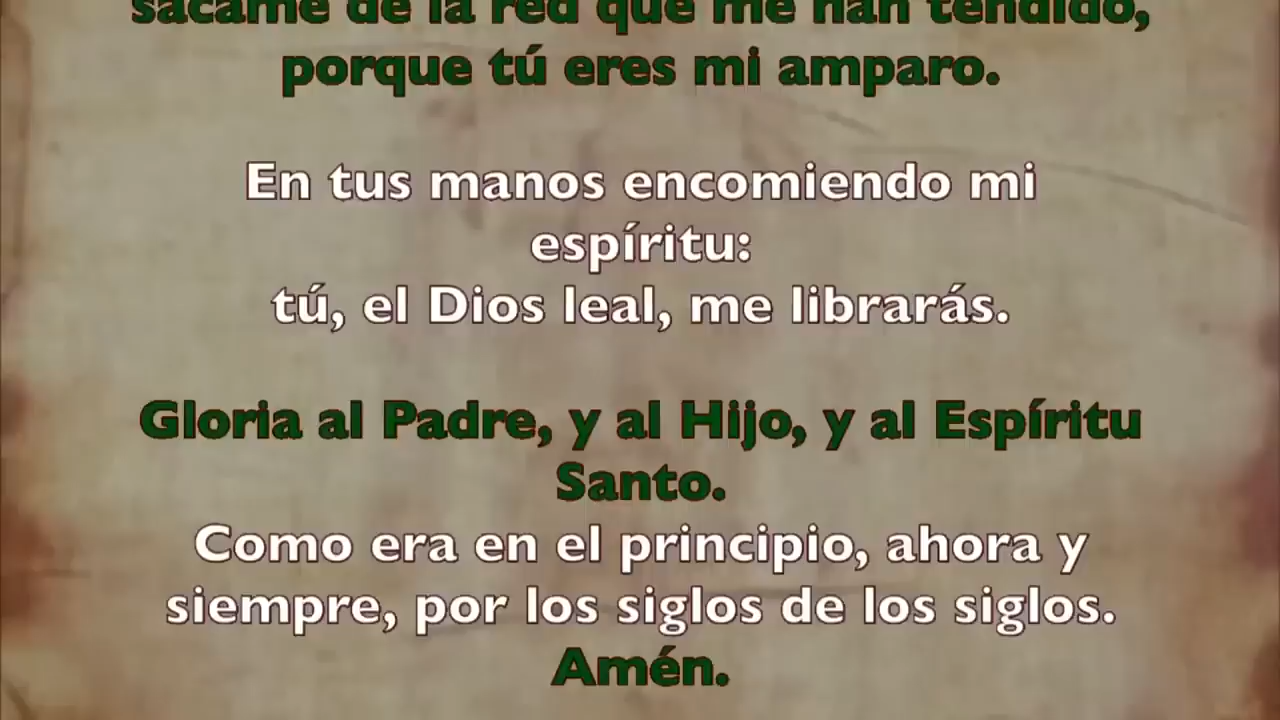 sácame de la red que me han tendido,
porque tú eres mi amparo.
En tus manos encomiendo mi
espíritu:
tú, el Dios leal, me librarás.
Gloria al Padre, y al Hijo, y al Espíritu
Santo.
Como era en el principio, ahora y
siempre, por los siglos de los siglos.
Amén.